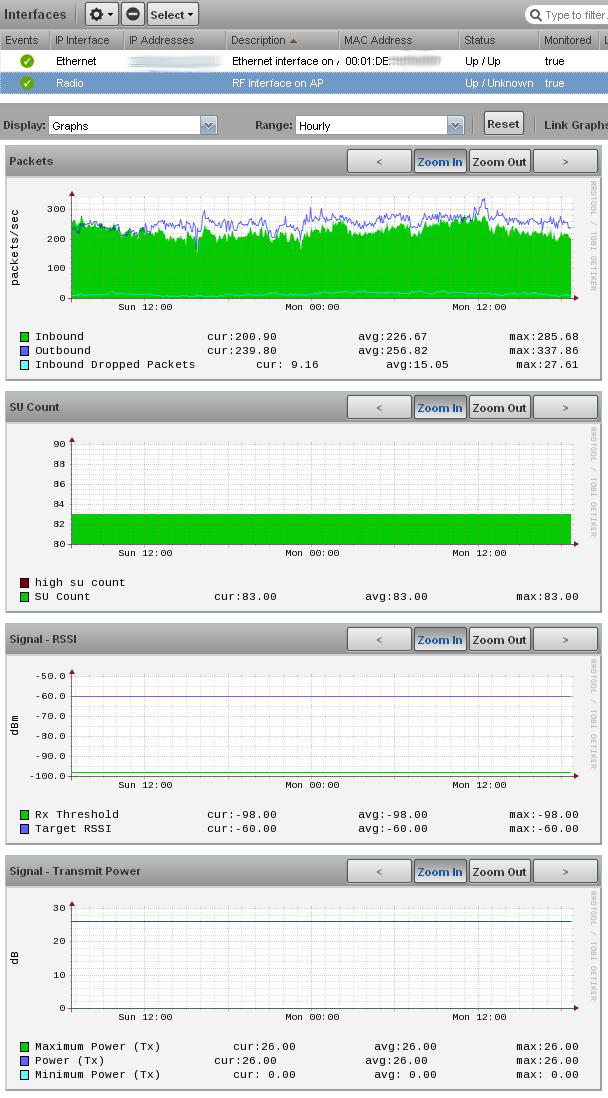 Interfaces Select Type to filter
Events IP Interface IP Addresses Description MAC Address Status Monitored L
Ethernet Ethernet interface on 00:01:DE: Up / Up true
Radio RF Interface on AP Up / Unknown true
Display: Graphs Range: Hourly Reset Link Graphs
Packets < Zoom In Zoom Out >
packets/sec
300
200
100
0
Sun 12:00 Mon 00:00 Mon 12:00
RRDTOOL / TOBI OETIKER
Inbound cur:200.90 avg:226.67 max:285.68
Outbound cur:239.80 avg:256.82 max:337.86
Inbound Dropped Packets cur: 9.16 avg:15.05 max:27.61
SU Count < Zoom In Zoom Out >
90
88
86
84
82
80
Sun 12:00 Mon 00:00 Mon 12:00
RRDTOOL / TOBI OETIKER
high su count
SU Count cur:83.00 avg:83.00 max:83.00
Signal - RSSI < Zoom In Zoom Out >
dBm
-50.0
-60.0
-70.0
-80.0
-90.0
-100.0
Sun 12:00 Mon 00:00 Mon 12:00
RRDTOOL / TOBI OETIKER
Rx Threshold cur:-98.00 avg:-98.00 max:-98.00
Target RSSI cur:-60.00 avg:-60.00 max:-60.00
Signal - Transmit Power < Zoom In Zoom Out >
dB
30
20
10
0
Sun 12:00 Mon 00:00 Mon 12:00
RRDTOOL / TOBI OETIKER
Maximum Power (Tx) cur:26.00 avg:26.00 max:26.00
Power (Tx) cur:26.00 avg:26.00 max:26.00
Minimum Power (Tx) cur: 0.00 avg: 0.00 max: 0.00